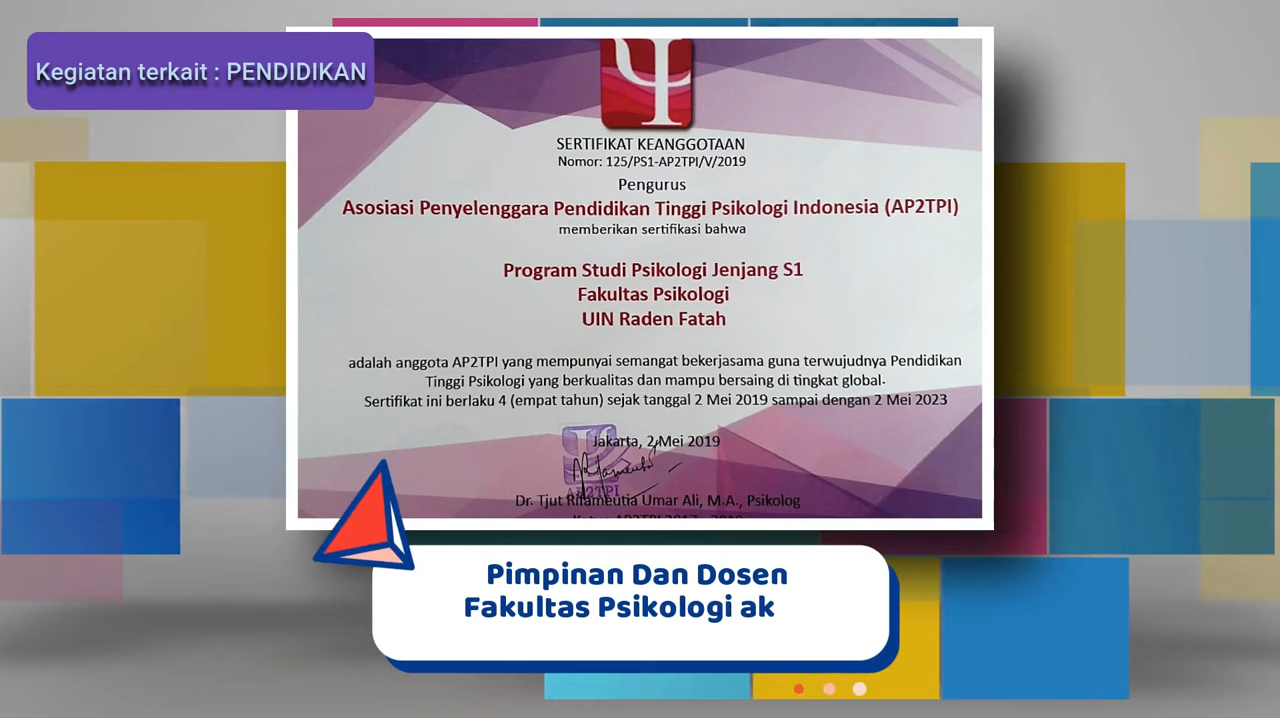 Kegiatan terkait : PENDIDIKAN
SERTIFIKAT KEANGGOTAAN
Nomor: 125/PS1-AP2TPI/V/2019
Pengurus
Asosiasi Penyelenggara Pendidikan Tinggi Psikologi Indonesia (AP2TPI)
memberikan sertifikasi bahwa
Program Studi Psikologi Jenjang S1
Fakultas Psikologi
UIN Raden Fatah
adalah anggota AP2TPI yang mempunyai semangat bekerjasama guna terwujudnya Pendidikan
Tinggi Psikologi yang berkualitas dan mampu bersaing di tingkat global.
Sertifikat ini berlaku 4 (empat tahun) sejak tanggal 2 Mei 2019 sampai dengan 2 Mei 2023
Jakarta, 2 Mei 2019
AP2TPI
Dr. Tjut Rifameutia Umar Ali, M.A., Psikolog
Pimpinan Dan Dosen
Fakultas Psikologi ak